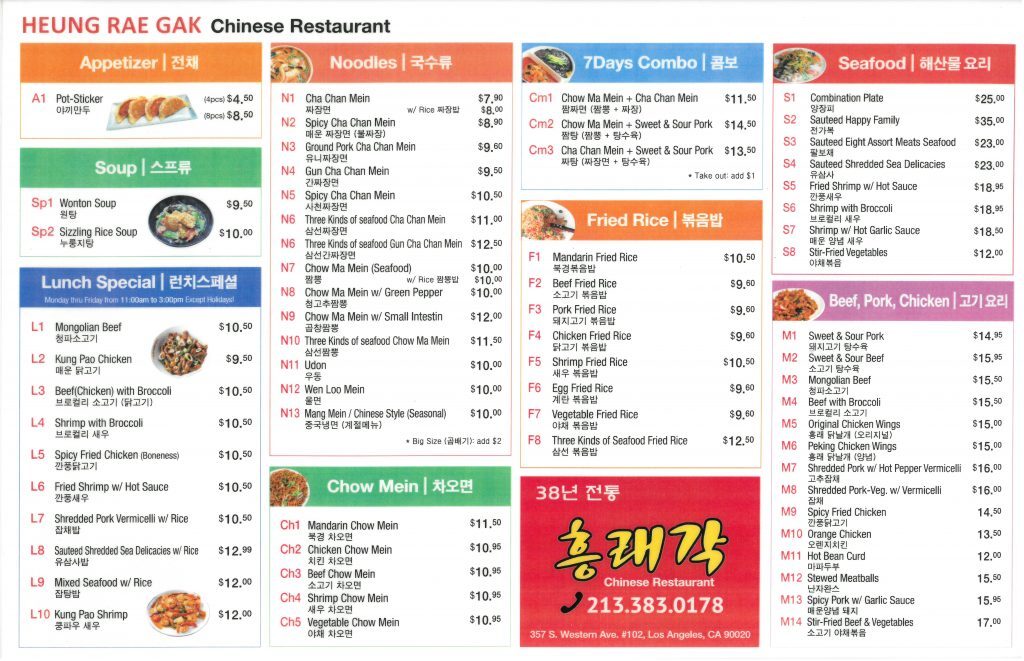 HEUNG RAE GAK Chinese Restaurant
Appetizer | 전채
A1 Pot-Sticker (4pcs) $4.50
야끼만두 (8pcs) $8.50
Soup | 스프류
Sp1 Wonton Soup $9.50
원탕
Sp2 Sizzling Rice Soup $10.00
누룽지탕
Lunch Special | 런치스페셜
Monday thru Friday from 11:00am to 3:00pm Except Holidays!
L1 Mongolian Beef $10.50
청파소고기
L2 Kung Pao Chicken $9.50
매운 닭고기
L3 Beef(Chicken) with Broccoli $10.50
브로컬리 소고기 (닭고기)
L4 Shrimp with Broccoli $10.50
브로컬리 새우
L5 Spicy Fried Chicken (Boneness) $10.50
깐풍닭고기
L6 Fried Shrimp w/ Hot Sauce $10.50
깐풍새우
L7 Shredded Pork Vermicelli w/ Rice $10.50
잡채밥
L8 Sauteed Shredded Sea Delicacies w/ Rice $12.99
유삼사밥
L9 Mixed Seafood w/ Rice $12.00
잡탕밥
L10 Kung Pao Shrimp $12.00
쿵파우 새우
Noodles | 국수류
N1 Cha Chan Mein $7.90
짜장면 w/ Rice 짜장밥 $8.00
N2 Spicy Cha Chan Mein $8.90
매운 짜장면 (불짜장)
N3 Ground Pork Cha Chan Mein $9.60
유니짜장면
N4 Gun Cha Chan Mein $9.60
간짜장면
N5 Spicy Cha Chan Mein $10.50
사천짜장면
N6 Three Kinds of seafood Cha Chan Mein $11.00
삼선짜장면
N6 Three Kinds of seafood Gun Cha Chan Mein $12.50
삼선간짜장면
N7 Chow Ma Mein (Seafood) $10.00
짬뽕 w/ Rice 짬뽕밥 $10.00
N8 Chow Ma Mein w/ Green Pepper $10.00
청고추짬뽕
N9 Chow Ma Mein w/ Small Intestin $12.00
곱창짬뽕
N10 Three Kinds of seafood Chow Ma Mein $11.50
삼선짬뽕
N11 Udon $10.00
우동
N12 Wen Loo Mein $10.00
울면
N13 Mang Mein / Chinese Style (Seasonal) $10.00
중국냉면 (계절메뉴)
* Big Size (곱배기): add $2
Chow Mein | 차오면
Ch1 Mandarin Chow Mein $11.50
북경 차오면
Ch2 Chicken Chow Mein $10.95
치킨 차오면
Ch3 Beef Chow Mein $10.95
소고기 차오면
Ch4 Shrimp Chow Mein $10.95
새우 차오면
Ch5 Vegetable Chow Mein $10.95
야채 차오면
7Days Combo | 콤보
Cm1 Chow Ma Mein + Cha Chan Mein $11.50
짬짜면 (짬뽕 + 짜장)
Cm2 Chow Ma Mein + Sweet & Sour Pork $14.50
짬탕 (짬뽕 + 탕수육)
Cm3 Cha Chan Mein + Sweet & Sour Pork $13.50
짜탕 (짜장면 + 탕수육)
* Take out: add $1
Fried Rice | 볶음밥
F1 Mandarin Fried Rice $10.50
북경볶음밥
F2 Beef Fried Rice $9.60
소고기 볶음밥
F3 Pork Fried Rice $9.60
돼지고기 볶음밥
F4 Chicken Fried Rice $9.60
닭고기 볶음밥
F5 Shrimp Fried Rice $10.50
새우 볶음밥
F6 Egg Fried Rice $9.60
계란 볶음밥
F7 Vegetable Fried Rice $9.60
야채 볶음밥
F8 Three Kinds of Seafood Fried Rice $12.50
삼선 볶음밥
38년 전통
흥래각
Chinese Restaurant
213.383.0178
357 S. Western Ave. #102, Los Angeles, CA 90020
Seafood | 해산물 요리
S1 Combination Plate $25.00
양장피
S2 Sauteed Happy Family $35.00
전가복
S3 Sauteed Eight Assort Meats Seafood $23.00
팔보채
S4 Sauteed Shredded Sea Delicacies $23.00
유삼사
S5 Fried Shrimp w/ Hot Sauce $18.95
깐풍새우
S6 Shrimp with Broccoli $18.95
브로컬리 새우
S7 Shrimp w/ Hot Garlic Sauce $18.50
매운 양념 새우
S8 Stir-Fried Vegetables $12.00
야채볶음
Beef, Pork, Chicken | 고기 요리
M1 Sweet & Sour Pork $14.95
돼지고기 탕수육
M2 Sweet & Sour Beef $15.95
소고기 탕수육
M3 Mongolian Beef $15.50
청파소고기
M4 Beef with Broccoli $15.50
브로컬리 소고기
M5 Original Chicken Wings $15.00
흥래 닭날개 (오리지널)
M6 Peking Chicken Wings $15.00
흥래 닭날개 (양념)
M7 Shredded Pork w/ Hot Pepper Vermicelli $16.00
고추잡채
M8 Shredded Pork-Veg. w/ Vermicelli $16.00
잡채
M9 Spicy Fried Chicken 14.50
깐풍닭고기
M10 Orange Chicken 13.50
오렌지치킨
M11 Hot Bean Curd 12.00
마파두부
M12 Stewed Meatballs 15.50
난자완스
M13 Spicy Pork w/ Garlic Sauce 15.95
매운양념 돼지
M14 Stir-Fried Beef & Vegetables 17.00
소고기 야채볶음